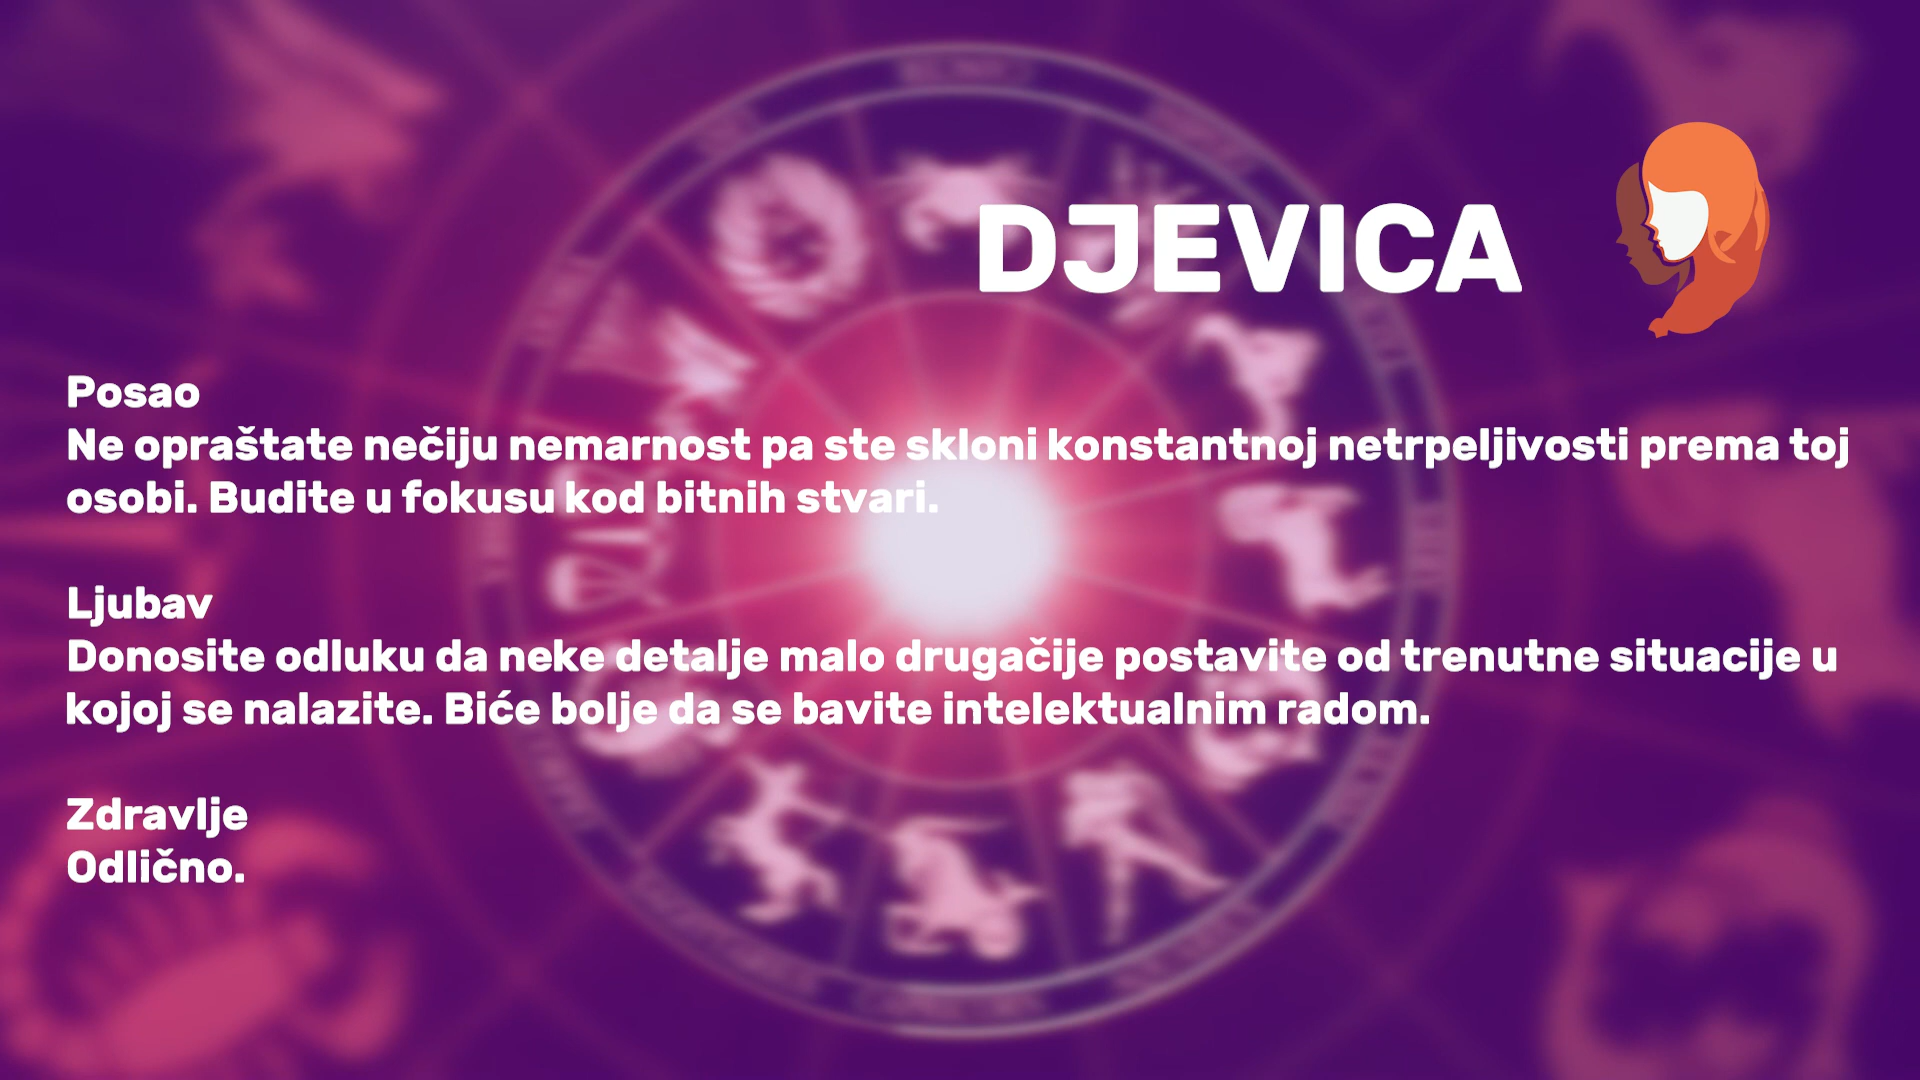 DJEVICA
Posao
Ne opraštate nečiju nemarnost pa ste skloni konstantnoj netrpeljivosti prema toj
osobi. Budite u fokusu kod bitnih stvari.
Ljubav
Donosite odluku da neke detalje malo drugačije postavite od trenutne situacije u
kojoj se nalazite. Biće bolje da se bavite intelektualnim radom.
Zdravlje
Odlično.